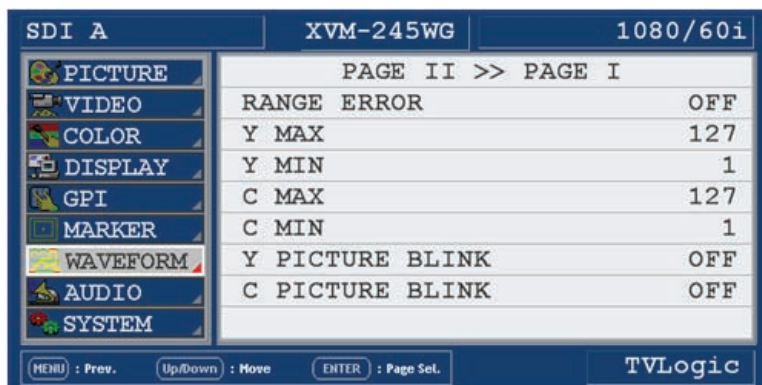 SDI A XVM-245WG 1080/60i
PICTURE
VIDEO
COLOR
DISPLAY
GPI
MARKER
WAVEFORM
AUDIO
SYSTEM
PAGE II >> PAGE I
RANGE ERROR OFF
Y MAX 127
Y MIN 1
C MAX 127
C MIN 1
Y PICTURE BLINK OFF
C PICTURE BLINK OFF
MENU : Prev. Up/Down : Move ENTER : Page Sel. TVLogic